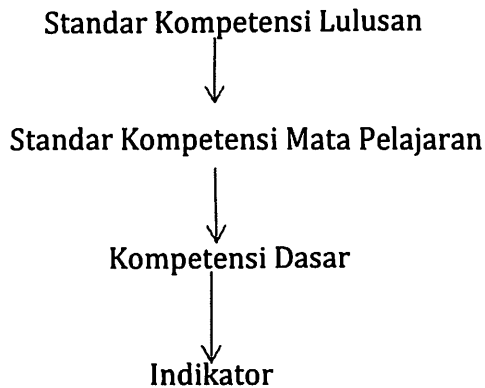 Standar Kompetensi Lulusan
Standar Kompetensi Mata Pelajaran
Kompetensi Dasar
Indikator